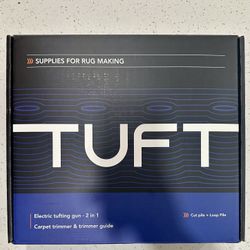 SUPPLIES FOR RUG MAKING
TUFT
Electric tufting gun - 2 in 1
Carpet trimmer & trimmer guide
Cut pile + Loop Pile